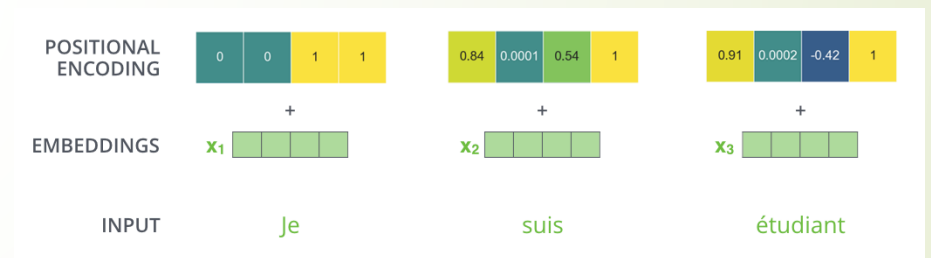 POSITIONAL
ENCODING
0 0 1 1
0.84 0.0001 0.54 1
0.91 0.0002 -0.42 1
+ + +
EMBEDDINGS x1 x2 x3
INPUT Je suis étudiant